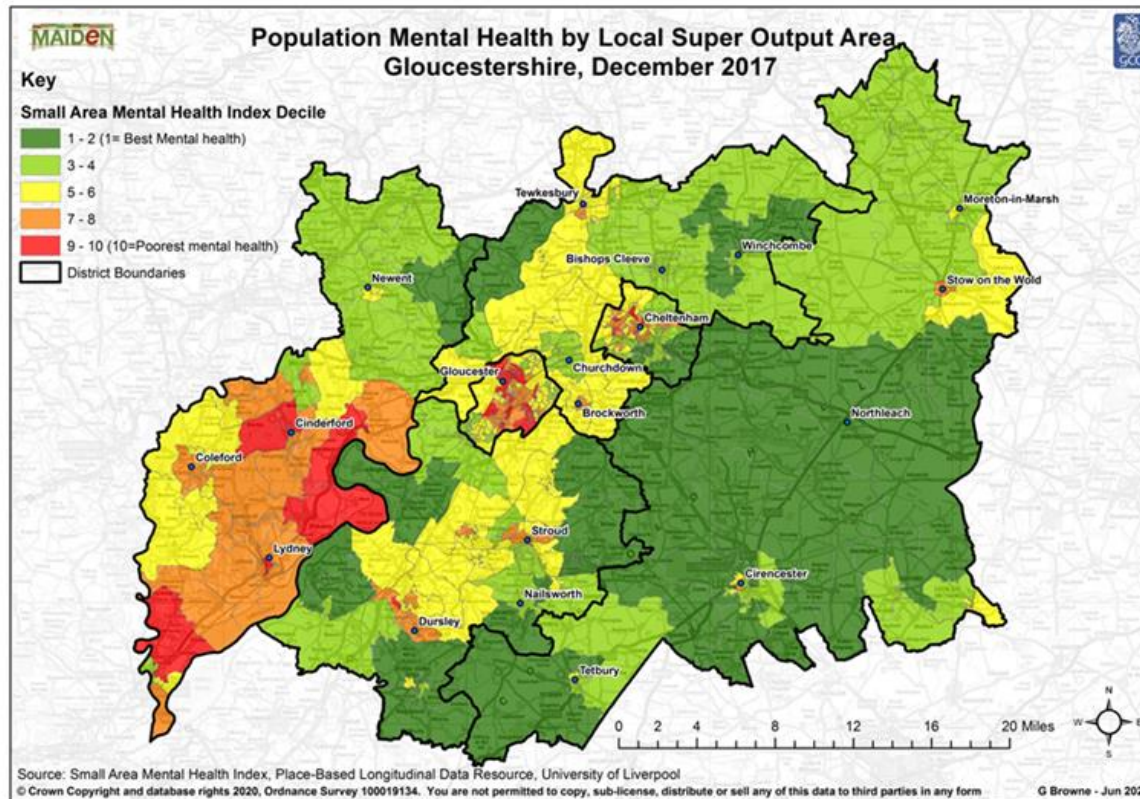 MAIDEN
Population Mental Health by Local Super Output Area,
Gloucestershire, December 2017
GCC
Key
Small Area Mental Health Index Decile
1 - 2 (1= Best Mental health)
3 - 4
5 - 6
7 - 8
9 - 10 (10=Poorest mental health)
District Boundaries
Tewkesbury
Moreton-in-Marsh
Winchcombe
Bishops Cleeve
Newent
Stow on the Wold
Cheltenham
Churchdown
Gloucester
Brockworth
Northleach
Cinderford
Coleford
Stroud
Lydney
Cirencester
Nailsworth
Dursley
Tetbury
N
W E
S
0 4 8 12 16 20 Miles
Source: Small Area Mental Health Index, Place-Based Longitudinal Data Resource, University of Liverpool
© Crown Copyright and database rights 2020, Ordnance Survey 100019134. You are not permitted to copy, sub-license, distribute or sell any of this data to third parties in any form
G Browne - Jun 202